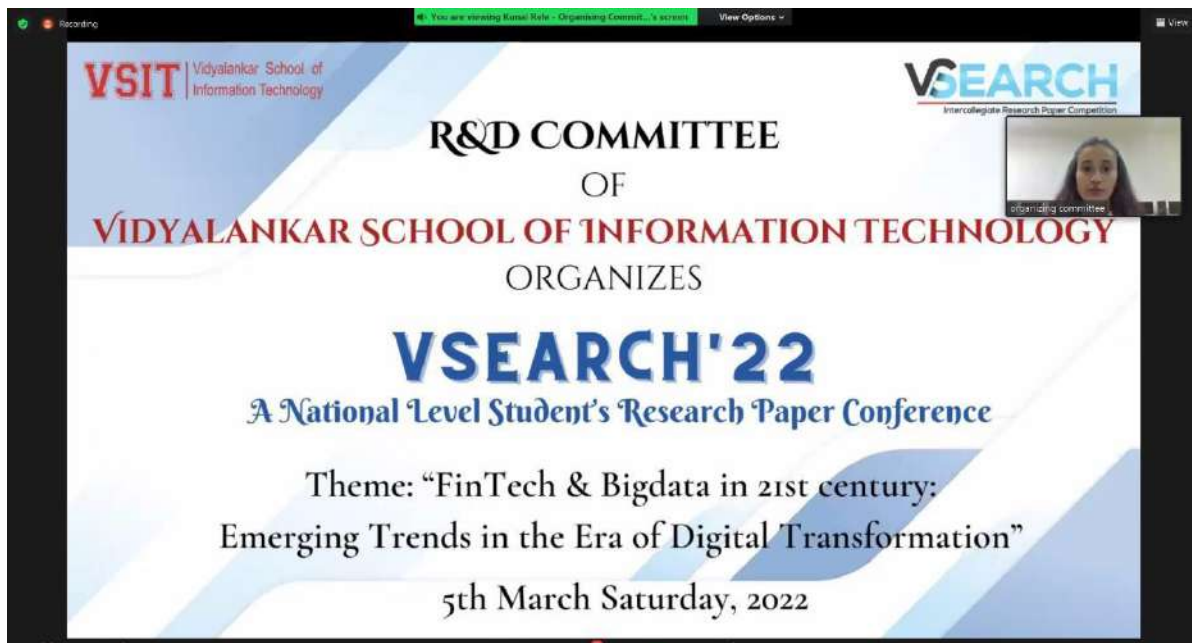 Recording
You are viewing Kunal Rele - Organising Commit...'s screen
View Options
View
VSIT
Vidyalankar School of
Information Technology
VSEARCH
Intercollegiate Research Paper Competition
R&D COMMITTEE
OF
VIDYALANKAR SCHOOL OF INFORMATION TECHNOLOGY
ORGANIZES
organizing committee
VSEARCH'22
A National Level Student's Research Paper Conference
Theme: “FinTech & Bigdata in 21st century:
Emerging Trends in the Era of Digital Transformation”
5th March Saturday, 2022